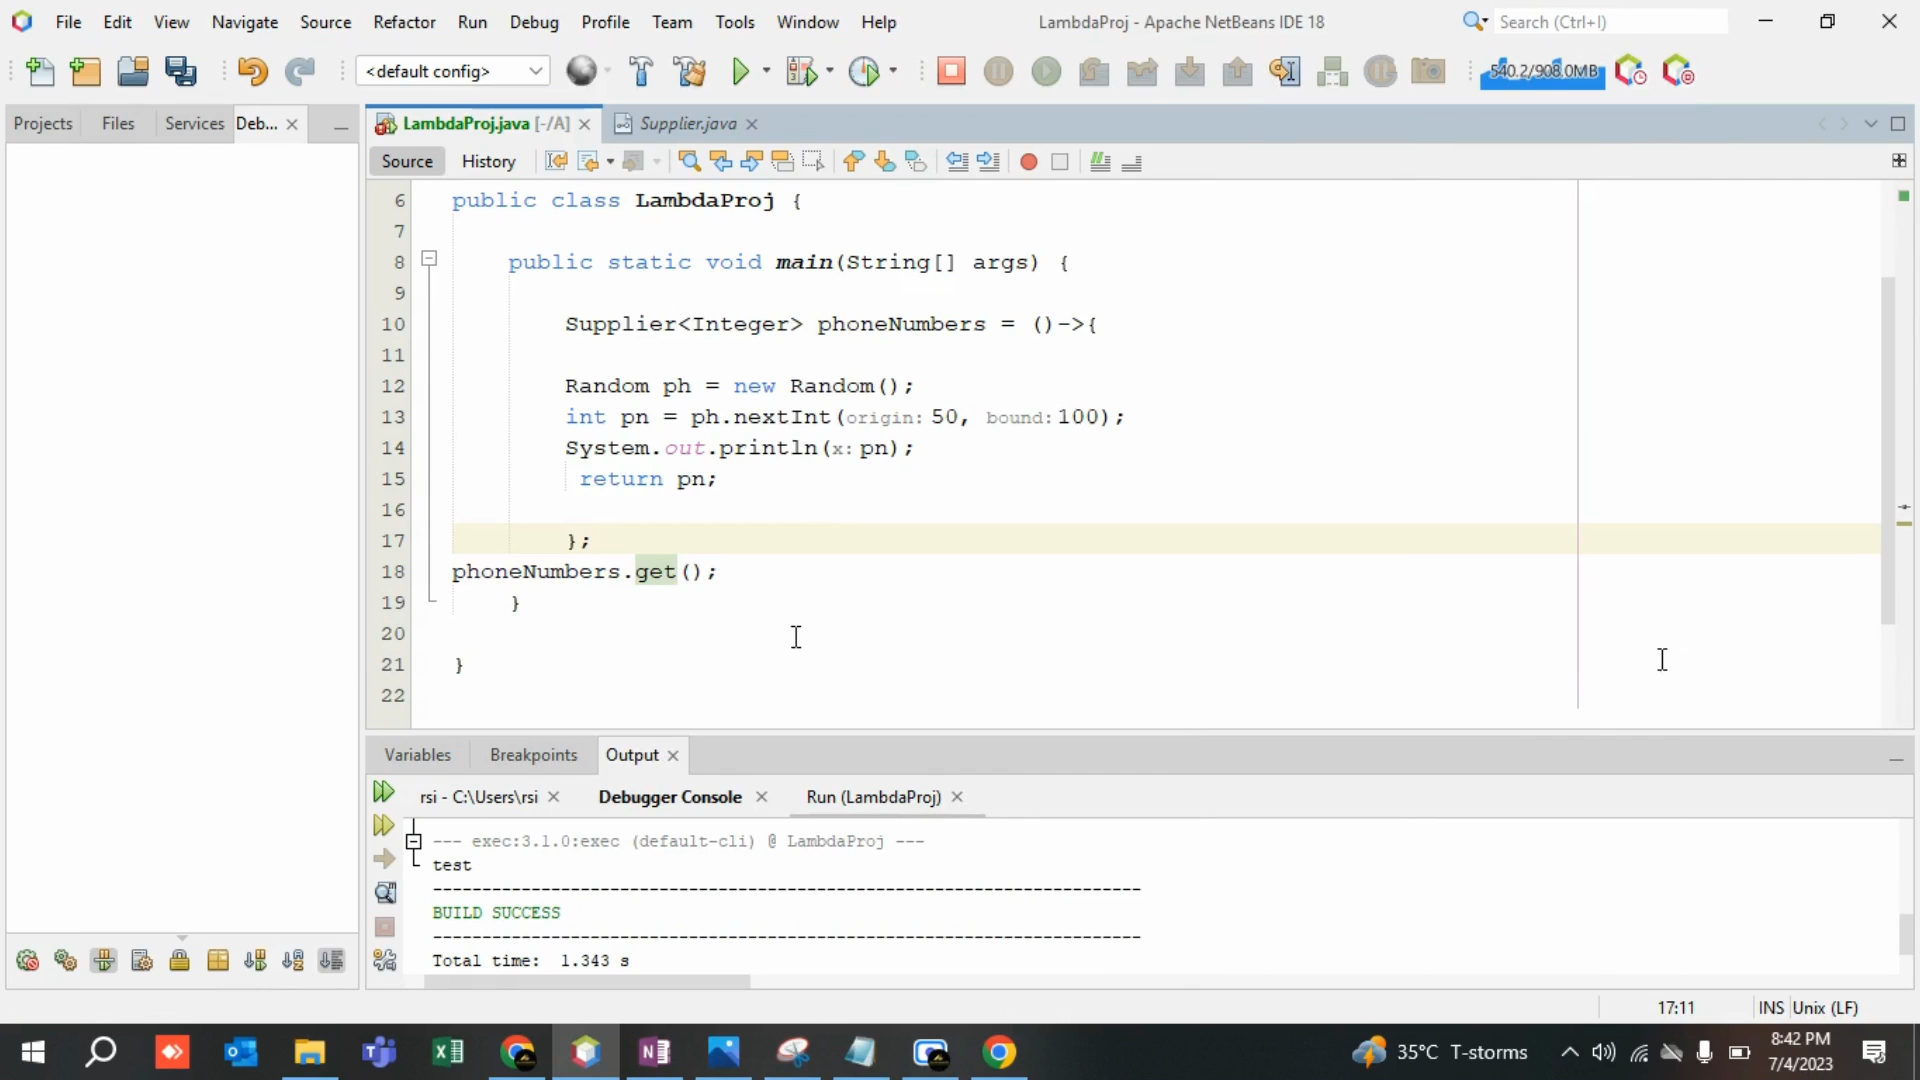 File Edit View Navigate Source Refactor Run Debug Profile Team Tools Window Help
LambdaProj - Apache NetBeans IDE 18
Search (Ctrl+I)
<default config>
540.2/908.0MB
Projects Files Services Deb...
LambdaProj.java [-/A] Supplier.java
Source History
6 public class LambdaProj {
7
8 public static void main(String[] args) {
9
10 Supplier<Integer> phoneNumbers = ()->{
11
12 Random ph = new Random();
13 int pn = ph.nextInt(origin: 50, bound: 100);
14 System.out.println(x: pn);
15 return pn;
16
17 };
18 phoneNumbers.get();
19 }
20
21 }
22
Variables Breakpoints Output
rsi - C:\Users\rsi Debugger Console Run (LambdaProj)
--- exec:3.1.0:exec (default-cli) @ LambdaProj ---
test
------------------------------------------------------------------------
BUILD SUCCESS
------------------------------------------------------------------------
Total time: 1.343 s
17:11 INS Unix (LF)
35°C T-storms
8:42 PM
7/4/2023